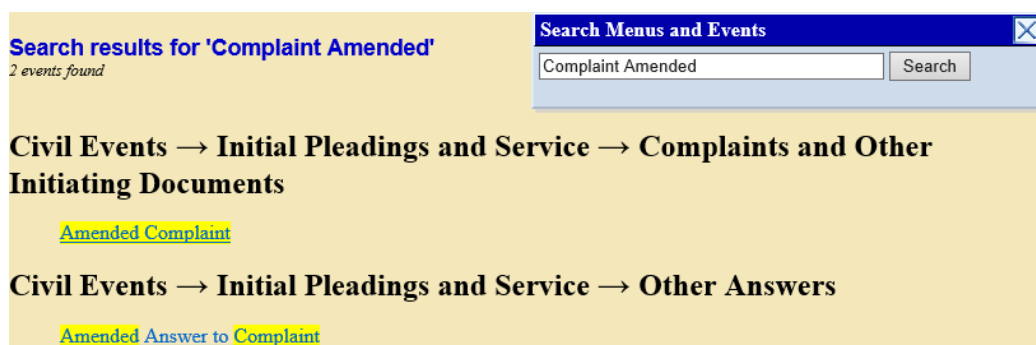 Search results for 'Complaint Amended'
2 events found
Search Menus and Events
Complaint Amended
Search
Civil Events → Initial Pleadings and Service → Complaints and Other
Initiating Documents
Amended Complaint
Civil Events → Initial Pleadings and Service → Other Answers
Amended Answer to Complaint